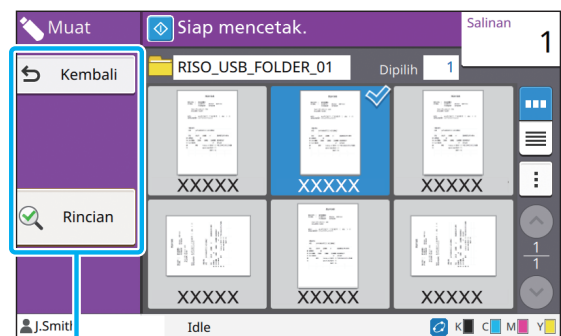 Muat
Siap mencetak.
Salinan
1
Kembali
Rincian
RISO_USB_FOLDER_01
Dipilih 1
XXXXX XXXXX XXXXX
XXXXX XXXXX XXXXX
1
1
J.Smith
Idle
K C M Y